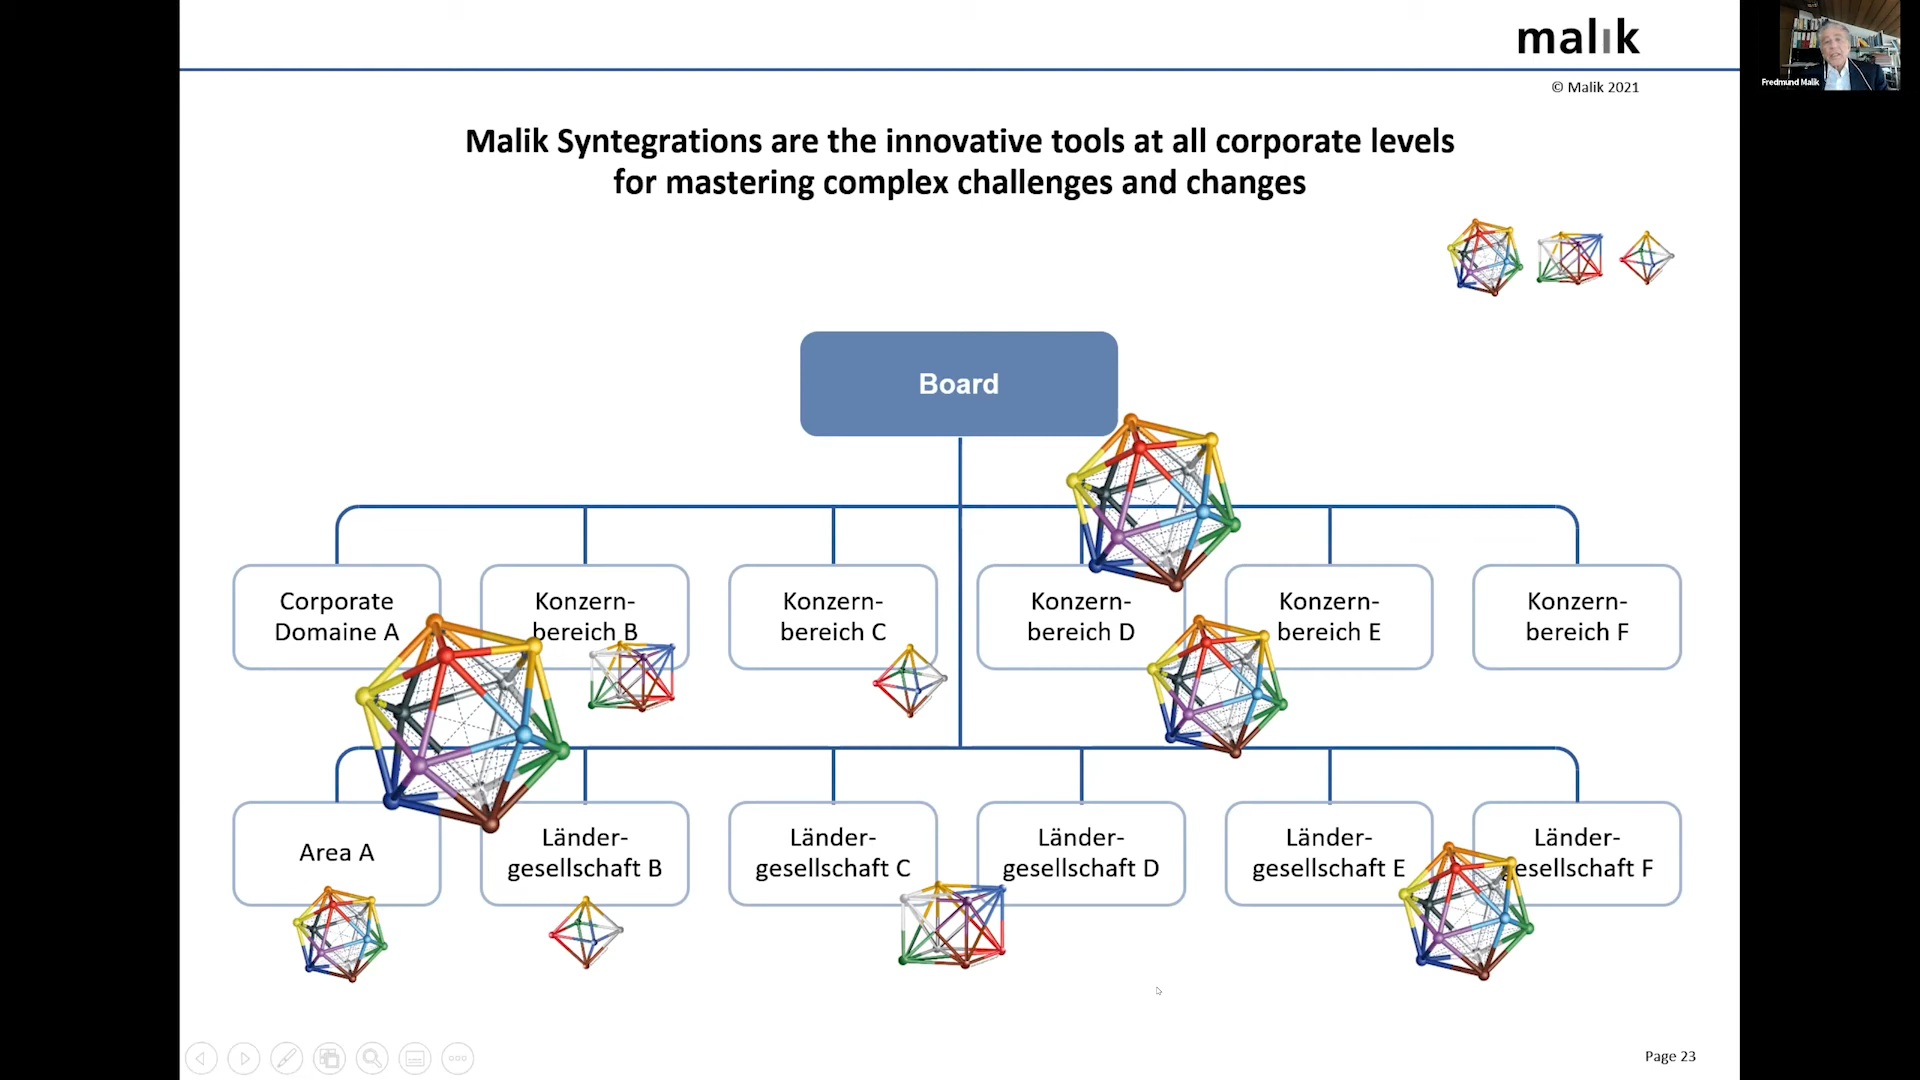 malik
© Malik 2021
Fredmund Malik
Malik Syntegrations are the innovative tools at all corporate levels
for mastering complex challenges and changes
Board
Corporate
Domaine A
Konzern-
bereich B
Konzern-
bereich C
Konzern-
bereich D
Konzern-
bereich E
Konzern-
bereich F
Area A
Länder-
gesellschaft B
Länder-
gesellschaft C
Länder-
gesellschaft D
Länder-
gesellschaft E
Länder-
gesellschaft F
Page 23